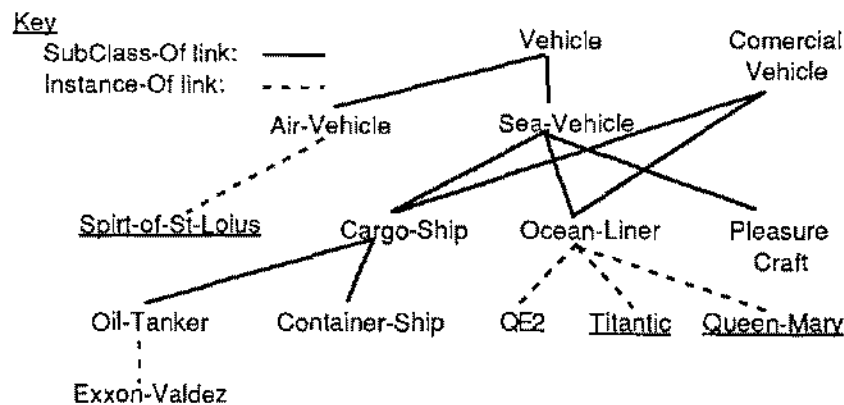 Key
SubClass-Of link:
Instance-Of link:
Vehicle
Comercial
Vehicle
Air-Vehicle
Sea-Vehicle
Spirt-of-St-Loius
Cargo-Ship
Ocean-Liner
Pleasure
Craft
Oil-Tanker
Container-Ship
QE2
Titantic
Queen-Mary
Exxon-Valdez